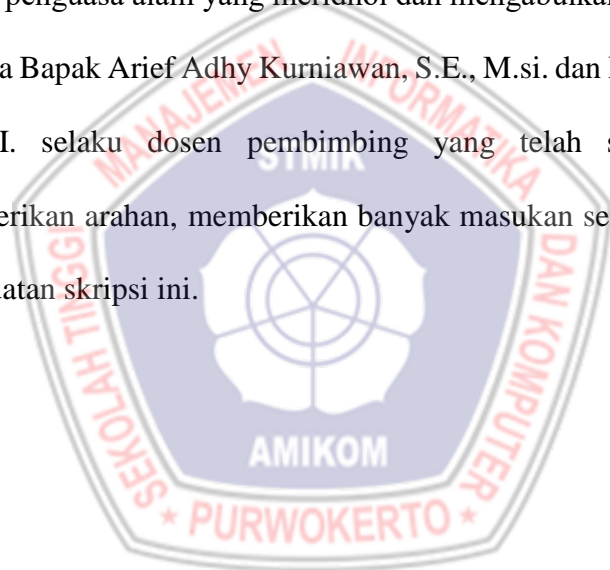 penguasa alam yang meridhoi dan mengabulkan
a Bapak Arief Adhy Kurniawan, S.E., M.si. dan
I. selaku dosen pembimbing yang telah
erikan arahan, memberikan banyak masukan se
atan skripsi ini.
SEKOLAH TINGGI MANAJEMEN INFORMATIKA DAN KOMPUTER
STMIK
AMIKOM
* PURWOKERTO *